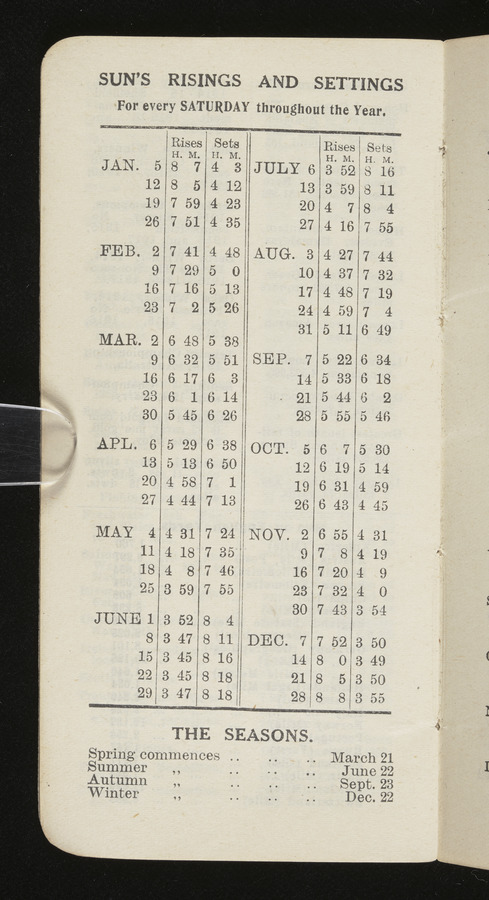 SUN'S RISINGS AND SETTINGS
For every SATURDAY throughout the Year.
Rises Sets
H. M. H. M.
JAN. 5 8 7 4 3
12 8 5 4 12
19 7 59 4 23
26 7 51 4 35
FEB. 2 7 41 4 48
9 7 29 5 0
16 7 16 5 13
23 7 2 5 26
MAR. 2 6 48 5 38
9 6 32 5 51
16 6 17 6 3
23 6 1 6 14
30 5 45 6 26
APL. 6 5 29 6 38
13 5 13 6 50
20 4 58 7 1
27 4 44 7 13
MAY 4 4 31 7 24
11 4 18 7 35
18 4 8 7 46
25 3 59 7 55
JUNE 1 3 52 8 4
8 3 47 8 11
15 3 45 8 16
22 3 45 8 18
29 3 47 8 18
Rises Sets
H. M. H. M.
JULY 6 3 52 8 16
13 3 59 8 11
20 4 7 8 4
27 4 16 7 55
AUG. 3 4 27 7 44
10 4 37 7 32
17 4 48 7 19
24 4 59 7 4
31 5 11 6 49
SEP. 7 5 22 6 34
14 5 33 6 18
21 5 44 6 2
28 5 55 5 46
OCT. 5 6 7 5 30
12 6 19 5 14
19 6 31 4 59
26 6 43 4 45
NOV. 2 6 55 4 31
9 7 8 4 19
16 7 20 4 9
23 7 32 4 0
30 7 43 3 54
DEC. 7 7 52 3 50
14 8 0 3 49
21 8 5 3 50
28 8 8 3 55
THE SEASONS.
Spring commences .. .. .. March 21
Summer ,, .. .. .. June 22
Autumn ,, .. .. .. Sept. 23
Winter ,, .. .. .. Dec. 22